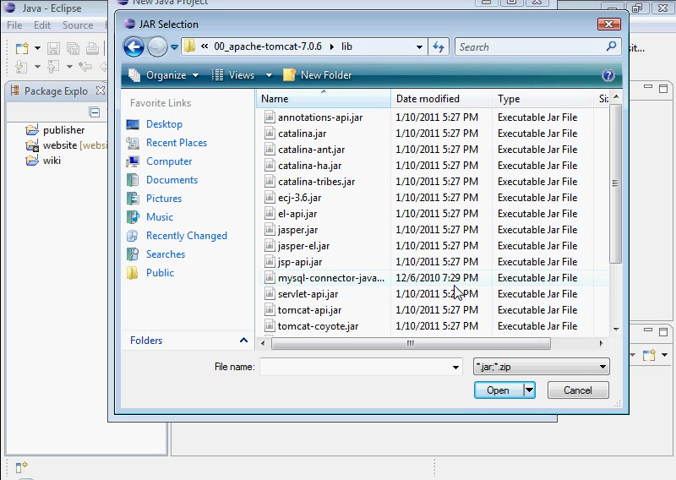 New Java Project
Java - Eclipse
JAR Selection
File Edit
« 00_apache-tomcat-7.0.6 ▸ lib
Search
Organize Views New Folder
Package Explo
Favorite Links
Name Date modified Type Siz
Desktop
Recent Places
Computer
Documents
Pictures
Music
Recently Changed
Searches
Public
Folders
publisher
website [websi
wiki
annotations-api.jar 1/10/2011 5:27 PM Executable Jar File
catalina.jar 1/10/2011 5:27 PM Executable Jar File
catalina-ant.jar 1/10/2011 5:27 PM Executable Jar File
catalina-ha.jar 1/10/2011 5:27 PM Executable Jar File
catalina-tribes.jar 1/10/2011 5:27 PM Executable Jar File
ecj-3.6.jar 1/10/2011 5:27 PM Executable Jar File
el-api.jar 1/10/2011 5:27 PM Executable Jar File
jasper.jar 1/10/2011 5:27 PM Executable Jar File
jasper-el.jar 1/10/2011 5:27 PM Executable Jar File
jsp-api.jar 1/10/2011 5:27 PM Executable Jar File
mysql-connector-java... 12/6/2010 7:29 PM Executable Jar File
servlet-api.jar 1/10/2011 5:27 PM Executable Jar File
tomcat-api.jar 1/10/2011 5:27 PM Executable Jar File
tomcat-coyote.jar 1/10/2011 5:27 PM Executable Jar File
File name:
*.jar;*.zip
Open Cancel